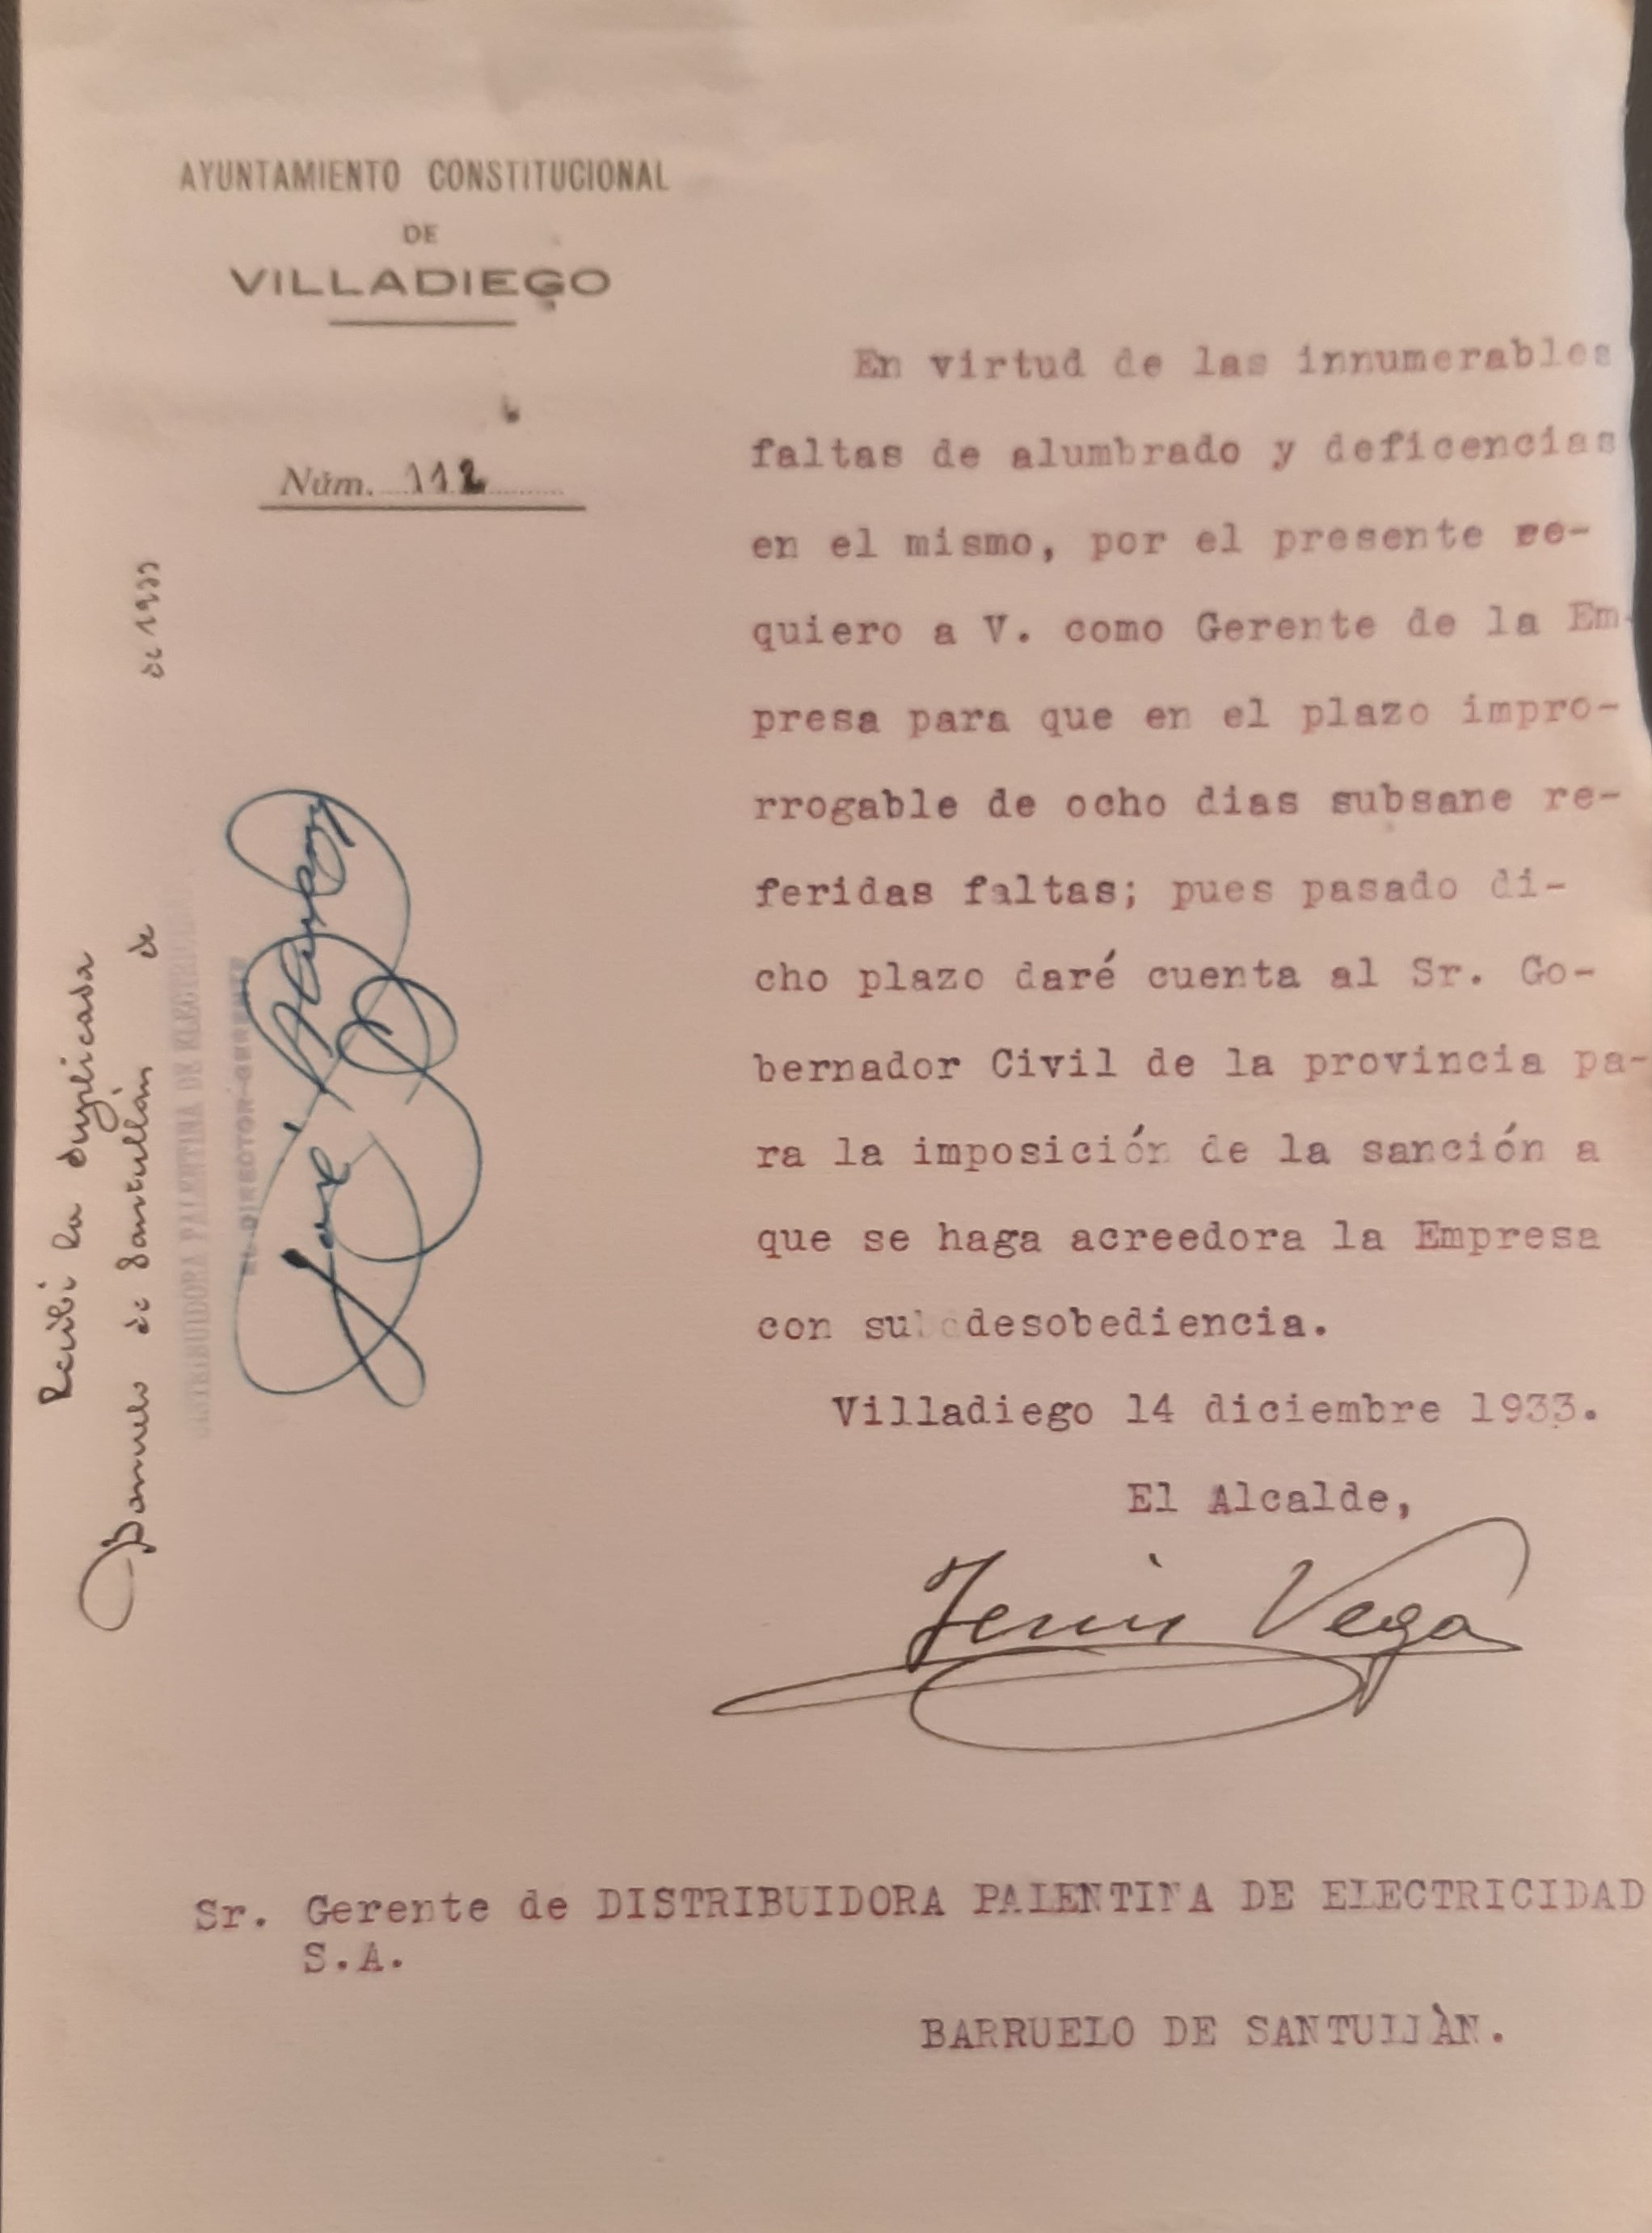 AYUNTAMIENTO CONSTITUCIONAL
DE
VILLADIEGO
Núm. 112
En virtud de las innumerables
faltas de alumbrado y deficencias
en el mismo, por el presente re-
quiero a V. como Gerente de la Em-
presa para que en el plazo impro-
rrogable de ocho dias subsane re-
feridas faltas; pues pasado di-
cho plazo daré cuenta al Sr. Go-
bernador Civil de la provincia pa-
ra la imposición de la sanción a
que se haga acreedora la Empresa
con su desobediencia.
Villadiego 14 diciembre 1933.
El Alcalde,
Jesús Vega
Sr. Gerente de DISTRIBUIDORA PALENTINA DE ELECTRICIDAD
S.A.
BARRUELO DE SANTULLÀN.
Recibi la duplicada
Barruelo de Santullán de de 1933
DISTRIBUIDORA PALENTINA DE ELECTRICIDAD
EL DIRECTOR-GERENTE
José